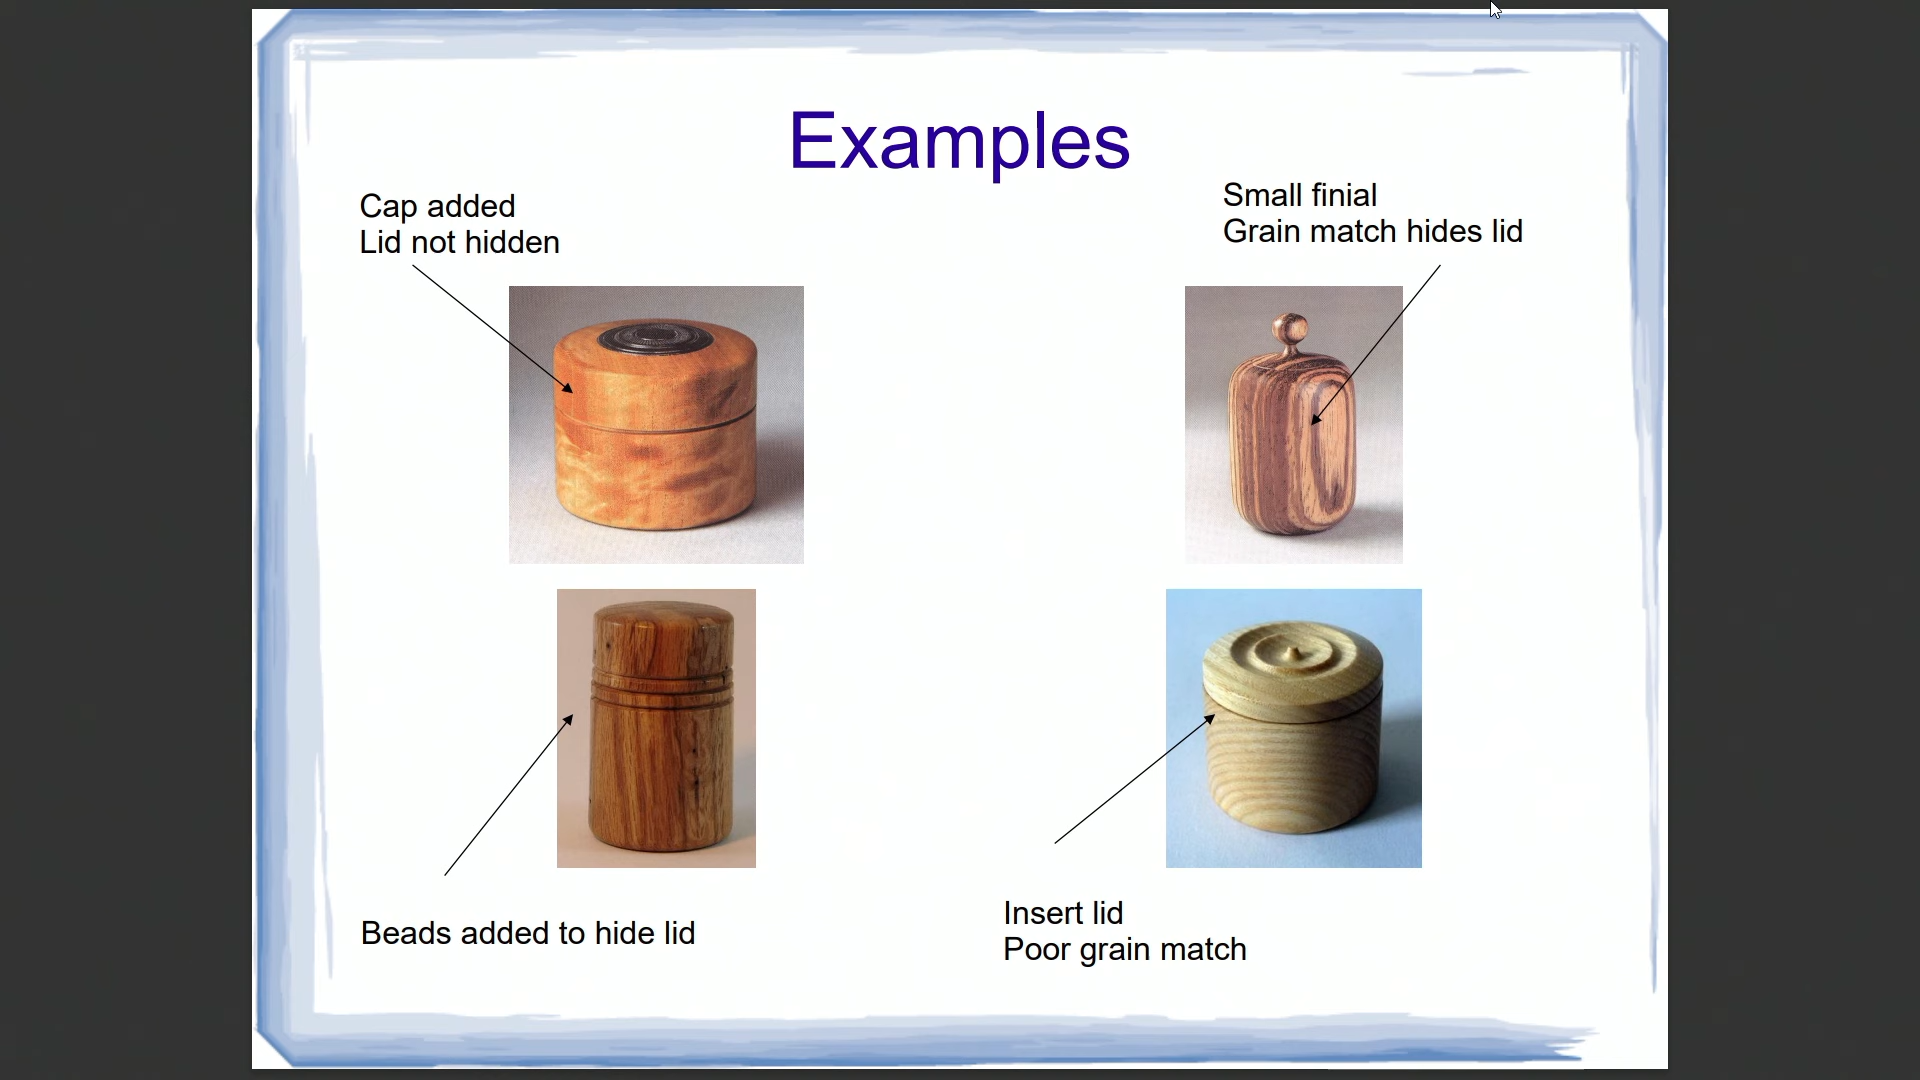 Examples
Cap added
Lid not hidden
Small finial
Grain match hides lid
Beads added to hide lid
Insert lid
Poor grain match